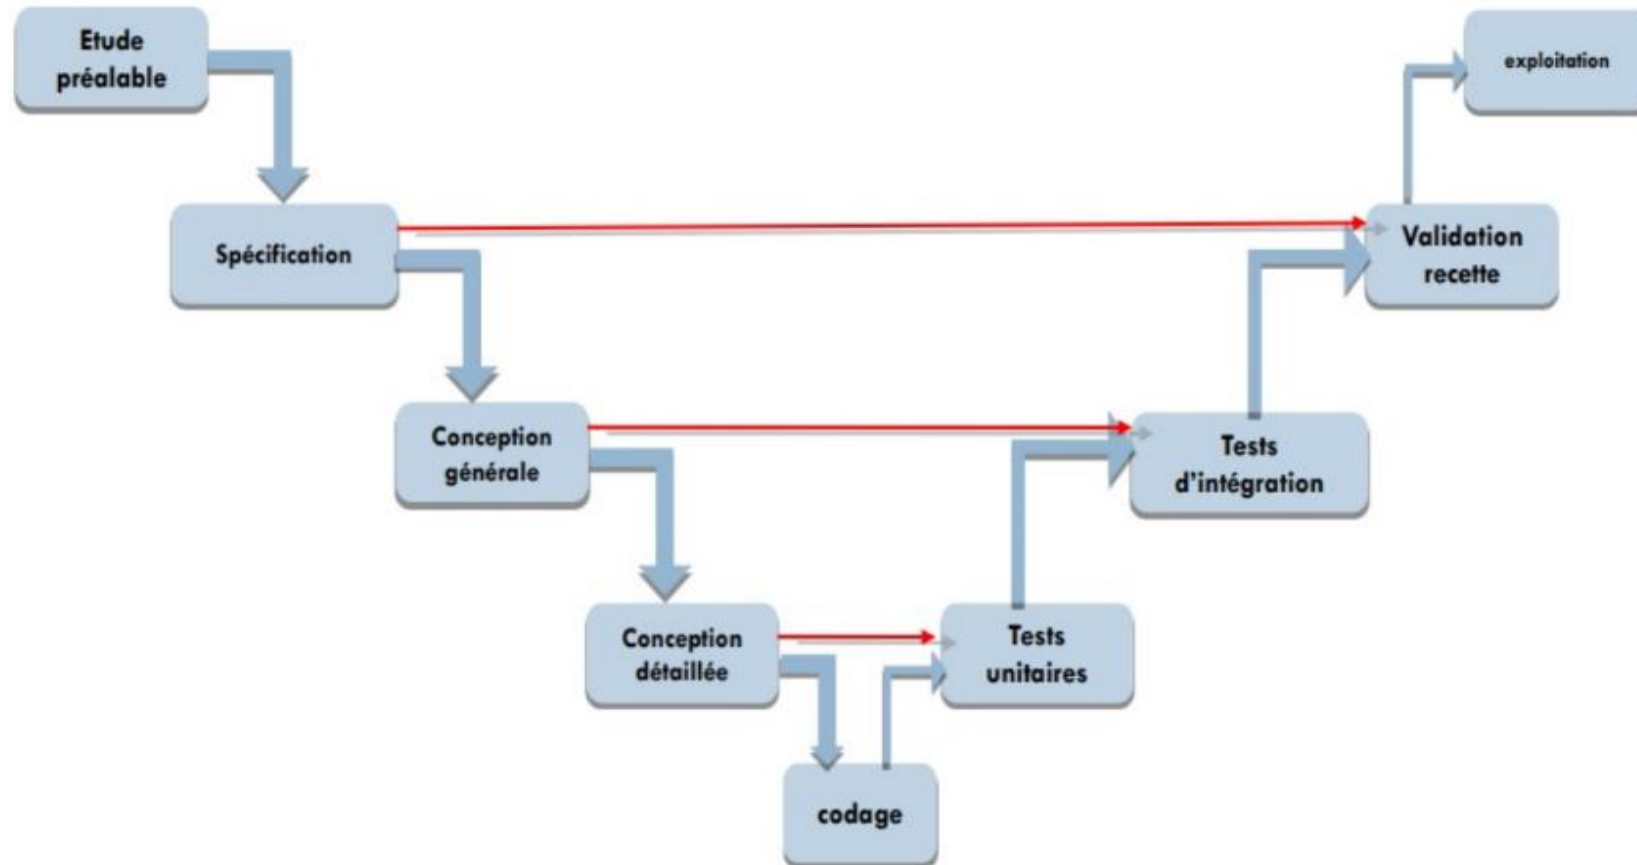 Etude
préalable
exploitation
Spécification
Validation
recette
Conception
générale
Tests
d'intégration
Conception
détaillée
Tests
unitaires
codage